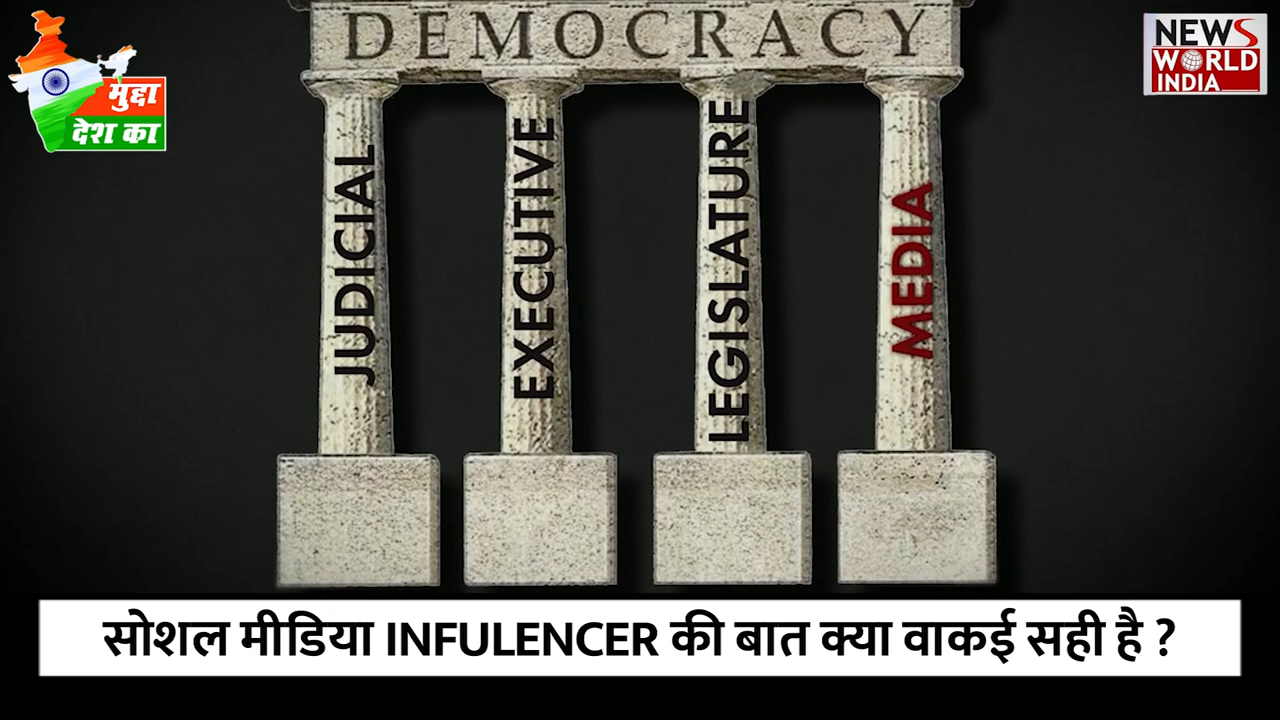 DEMOCRACY
मुद्दा
देश का
NEWS
WORLD
INDIA
JUDICIAL
EXECUTIVE
LEGISLATURE
MEDIA
सोशल मीडिया INFULENCER की बात क्या वाकई सही है ?